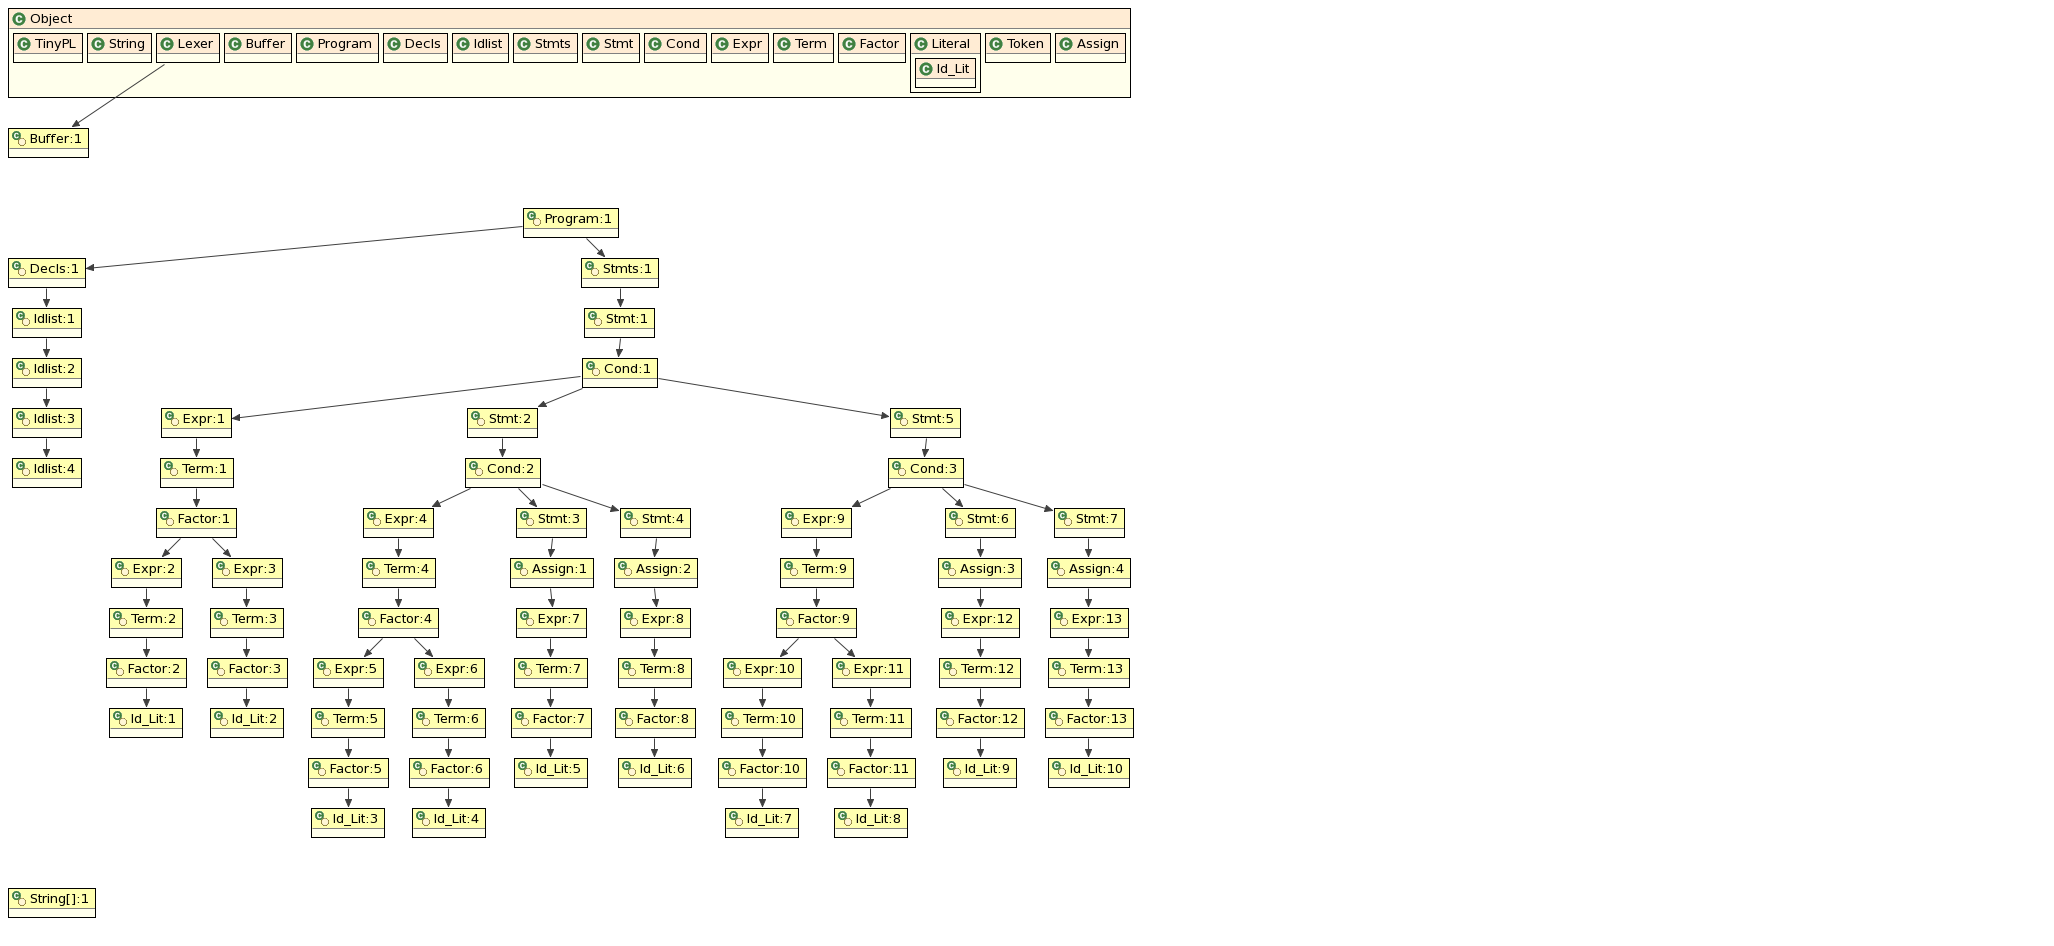 Object
TinyPL String Lexer Buffer Program Decls Idlist Stmts Stmt Cond Expr Term Factor Literal Token Assign
Id_Lit
Buffer:1
Program:1
Decls:1 Stmts:1
Idlist:1 Stmt:1
Idlist:2 Cond:1
Idlist:3 Expr:1 Stmt:2 Stmt:5
Idlist:4 Term:1 Cond:2 Cond:3
Factor:1 Expr:4 Stmt:3 Stmt:4 Expr:9 Stmt:6 Stmt:7
Expr:2 Expr:3 Term:4 Assign:1 Assign:2 Term:9 Assign:3 Assign:4
Term:2 Term:3 Factor:4 Expr:7 Expr:8 Factor:9 Expr:12 Expr:13
Factor:2 Factor:3 Expr:5 Expr:6 Term:7 Term:8 Expr:10 Expr:11 Term:12 Term:13
Id_Lit:1 Id_Lit:2 Term:5 Term:6 Factor:7 Factor:8 Term:10 Term:11 Factor:12 Factor:13
Factor:5 Factor:6 Id_Lit:5 Id_Lit:6 Factor:10 Factor:11 Id_Lit:9 Id_Lit:10
Id_Lit:3 Id_Lit:4 Id_Lit:7 Id_Lit:8
String[]:1